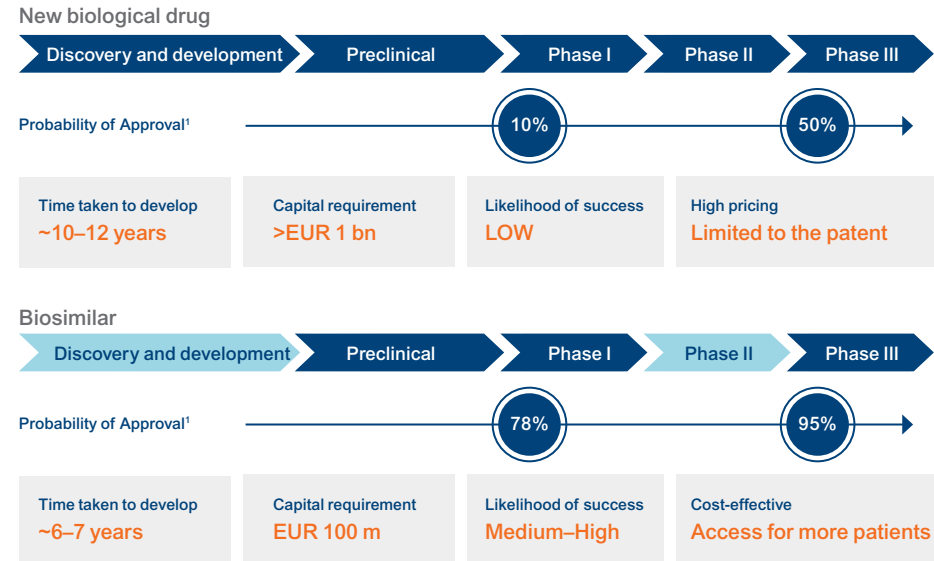 New biological drug
Discovery and development Preclinical Phase I Phase II Phase III
Probability of Approval¹ 10% 50%
Time taken to develop Capital requirement Likelihood of success High pricing
~10–12 years >EUR 1 bn LOW Limited to the patent
Biosimilar
Discovery and development Preclinical Phase I Phase II Phase III
Probability of Approval¹ 78% 95%
Time taken to develop Capital requirement Likelihood of success Cost-effective
~6–7 years EUR 100 m Medium–High Access for more patients